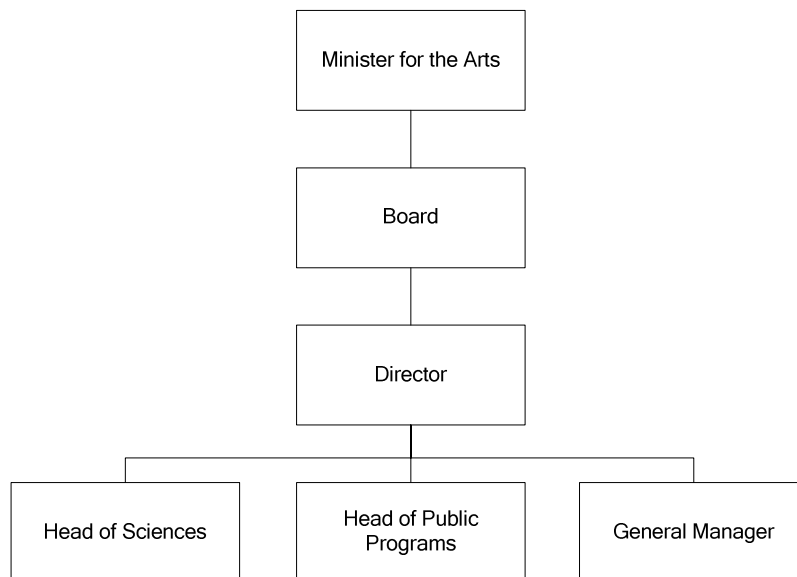 Minister for the Arts
Board
Director
Head of Sciences
Head of Public
Programs
General Manager